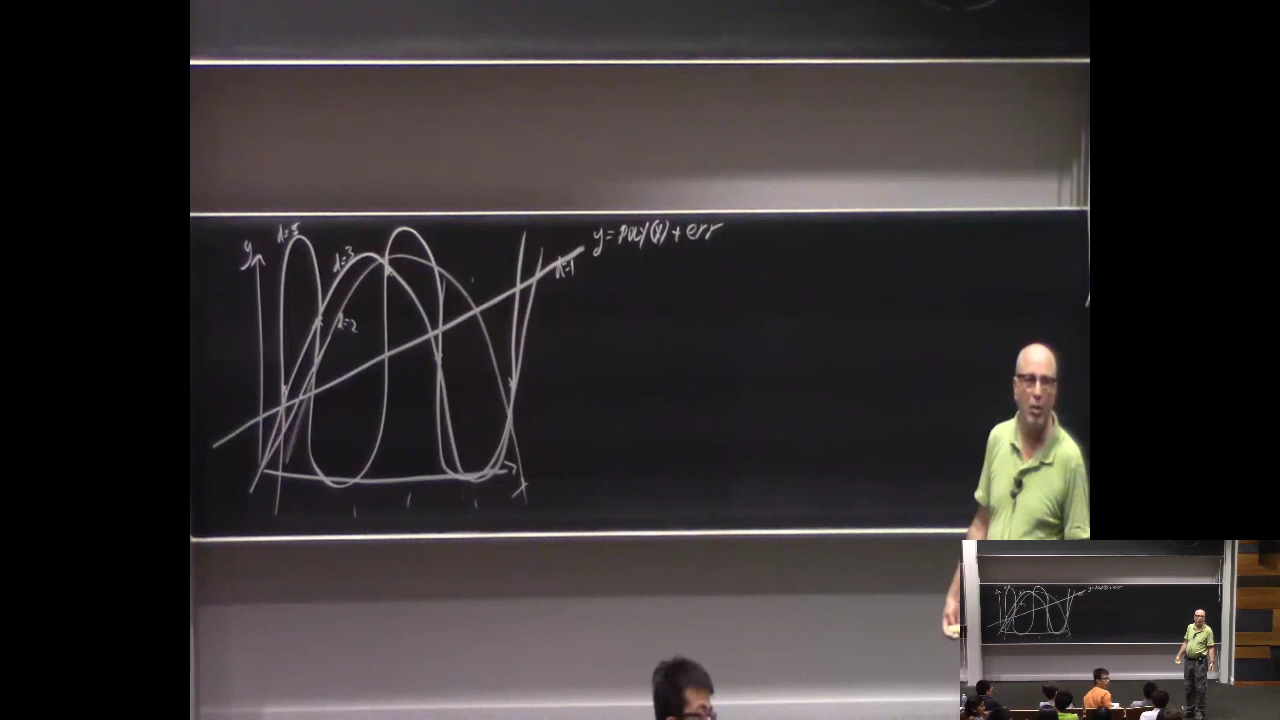 y = poly(x) + err
d=5
y
d=3
d=1
d=2
x